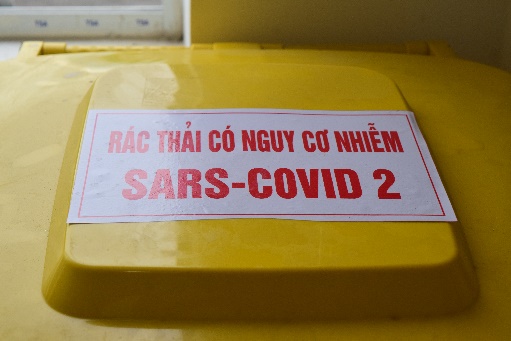 RÁC THẢI CÓ NGUY CƠ NHIỄM
SARS-COVID 2